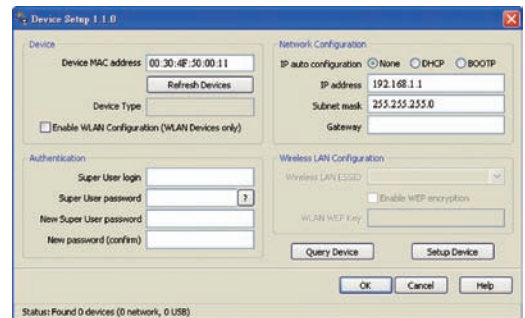 Device Setup 1.1.0
Device
Device MAC address 00:30:4F:50:00:11
Refresh Devices
Device Type
Enable WLAN Configuration (WLAN Devices only)
Authentication
Super User login
Super User password ?
New Super User password
New password (confirm)
Network Configuration
IP auto configuration None DHCP BOOTP
IP address 192.168.1.1
Subnet mask 255.255.255.0
Gateway
Wireless LAN Configuration
Wireless LAN ESSID
Enable WEP encryption
WLAN WEP Key
Query Device Setup Device
OK Cancel Help
Status: Found 0 devices (0 network, 0 USB)